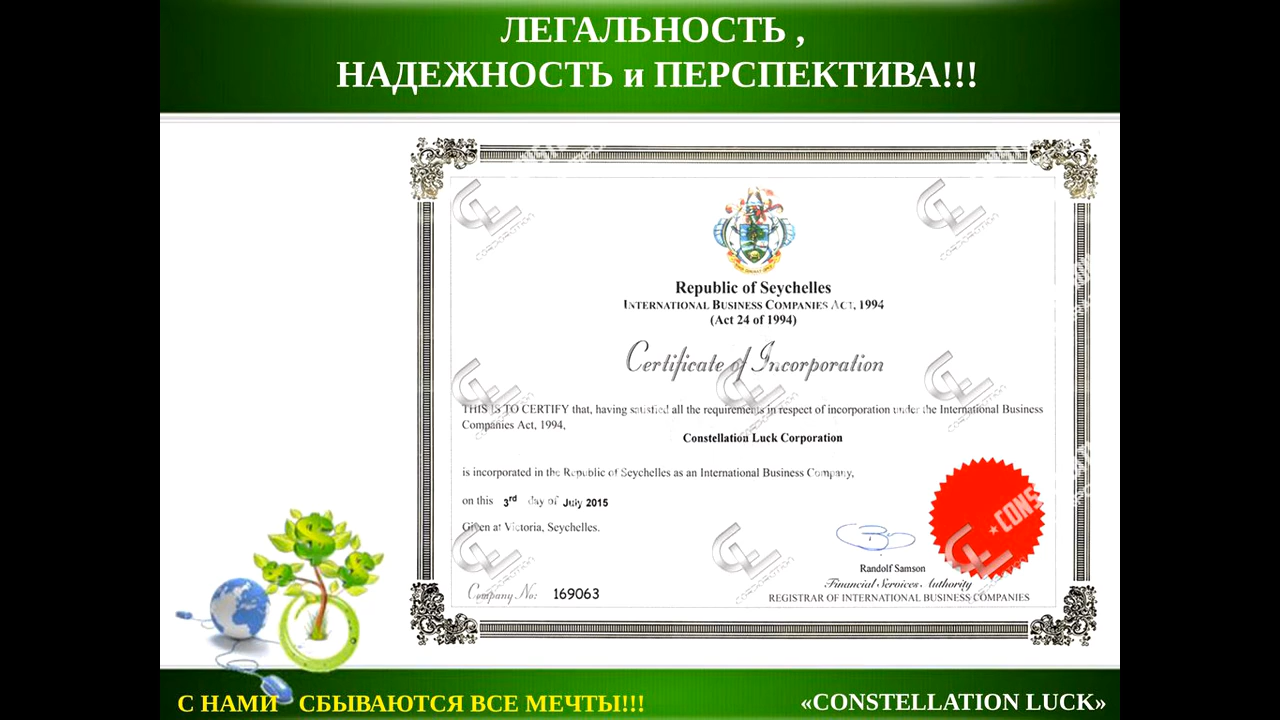 ЛЕГАЛЬНОСТЬ ,
НАДЕЖНОСТЬ и ПЕРСПЕКТИВА!!!
Republic of Seychelles
INTERNATIONAL BUSINESS COMPANIES ACT, 1994
(Act 24 of 1994)
Certificate of Incorporation
THIS IS TO CERTIFY that, having satisfied all the requirements in respect of incorporation under the International Business
Companies Act, 1994,
Constellation Luck Corporation
is incorporated in the Republic of Seychelles as an International Business Company,
on this 3rd day of July 2015
Given at Victoria, Seychelles.
Randolf Samson
Financial Services Authority
REGISTRAR OF INTERNATIONAL BUSINESS COMPANIES
Company No: 169063
С НАМИ СБЫВАЮТСЯ ВСЕ МЕЧТЫ!!!
«CONSTELLATION LUCK»